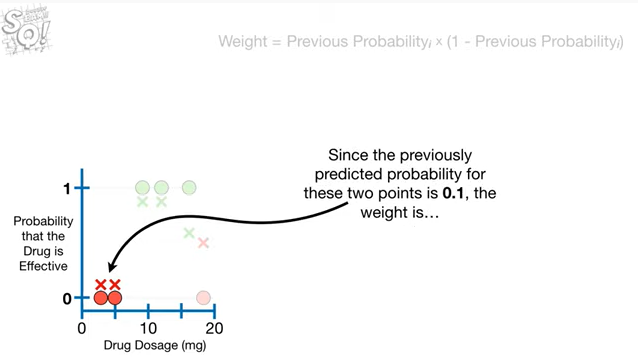 SQ!
Weight = Previous Probabilityi × (1 - Previous Probabilityi)
Since the previously
predicted probability for
these two points is 0.1, the
weight is...
1
Probability
that the
Drug is
Effective
0
0 10 20
Drug Dosage (mg)